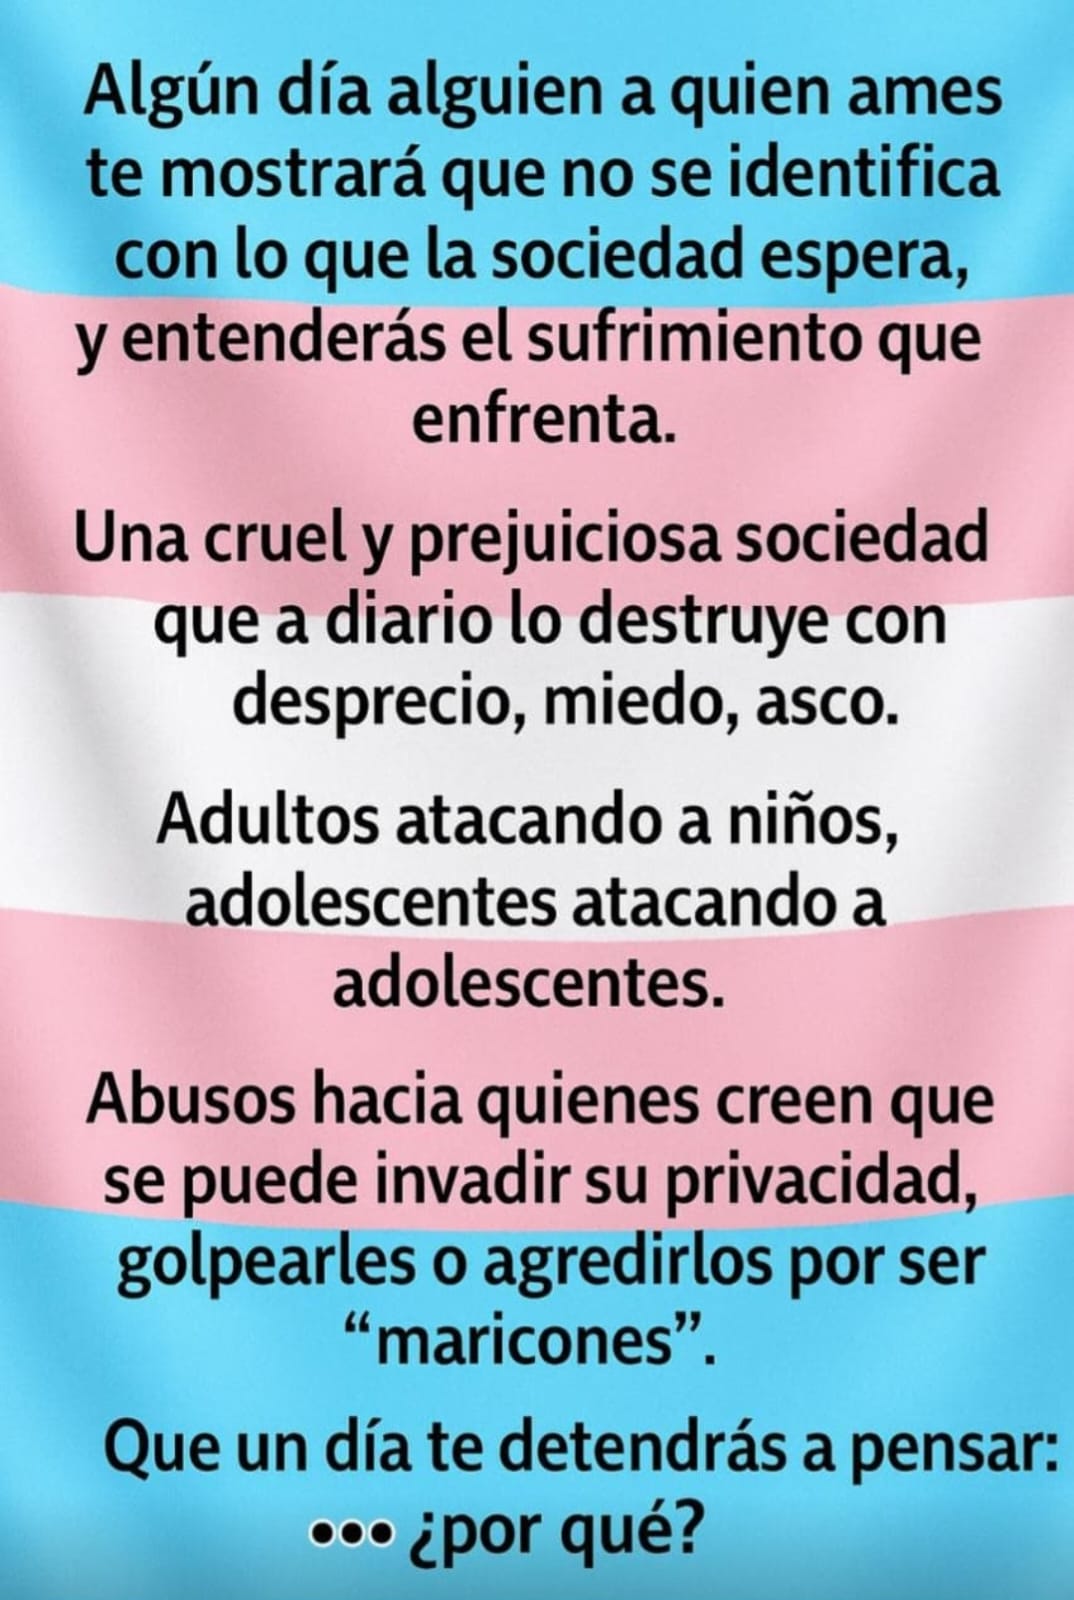 Algún día alguien a quien ames
te mostrará que no se identifica
con lo que la sociedad espera,
y entenderás el sufrimiento que
enfrenta.
Una cruel y prejuiciosa sociedad
que a diario lo destruye con
desprecio, miedo, asco.
Adultos atacando a niños,
adolescentes atacando a
adolescentes.
Abusos hacia quienes creen que
se puede invadir su privacidad,
golpearles o agredirlos por ser
“maricones”.
Que un día te detendrás a pensar:
••• ¿por qué?